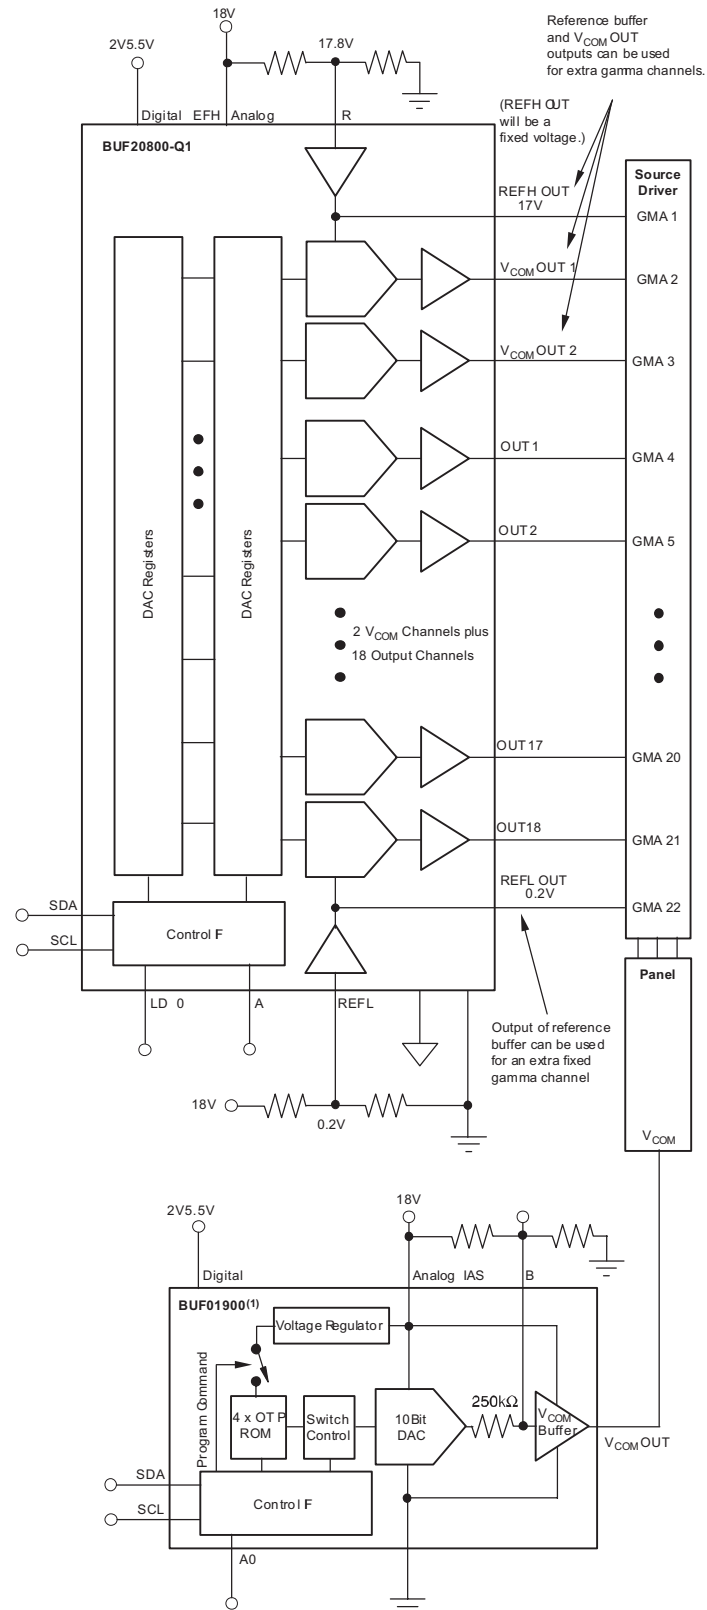 18V
Reference buffer
and VCOM OUT
outputs can be used
for extra gamma channels.
2V5.5V
17.8V
(REFH OUT
will be a
fixed voltage.)
Digital
EFH
Analog
R
BUF20800-Q1
Source
Driver
REFH OUT
17V
GMA 1
VCOM OUT 1
GMA 2
VCOM OUT 2
GMA 3
OUT1
GMA 4
OUT2
GMA 5
DAC Registers
DAC Registers
2 VCOM Channels plus
18 Output Channels
OUT17
GMA 20
OUT18
GMA 21
REFL OUT
0.2V
GMA 22
SDA
SCL
Control IF
Panel
LD 0
A
REFL
Output of reference
buffer can be used
for an extra fixed
gamma channel
18V
0.2V
VCOM
2V5.5V
18V
Digital
Analog
IAS
B
BUF01900(1)
Voltage Regulator
Program Command
250kΩ
4 x OTP
ROM
Switch
Control
10Bit
DAC
VCOM
Buffer
VCOM OUT
SDA
SCL
Control IF
A0